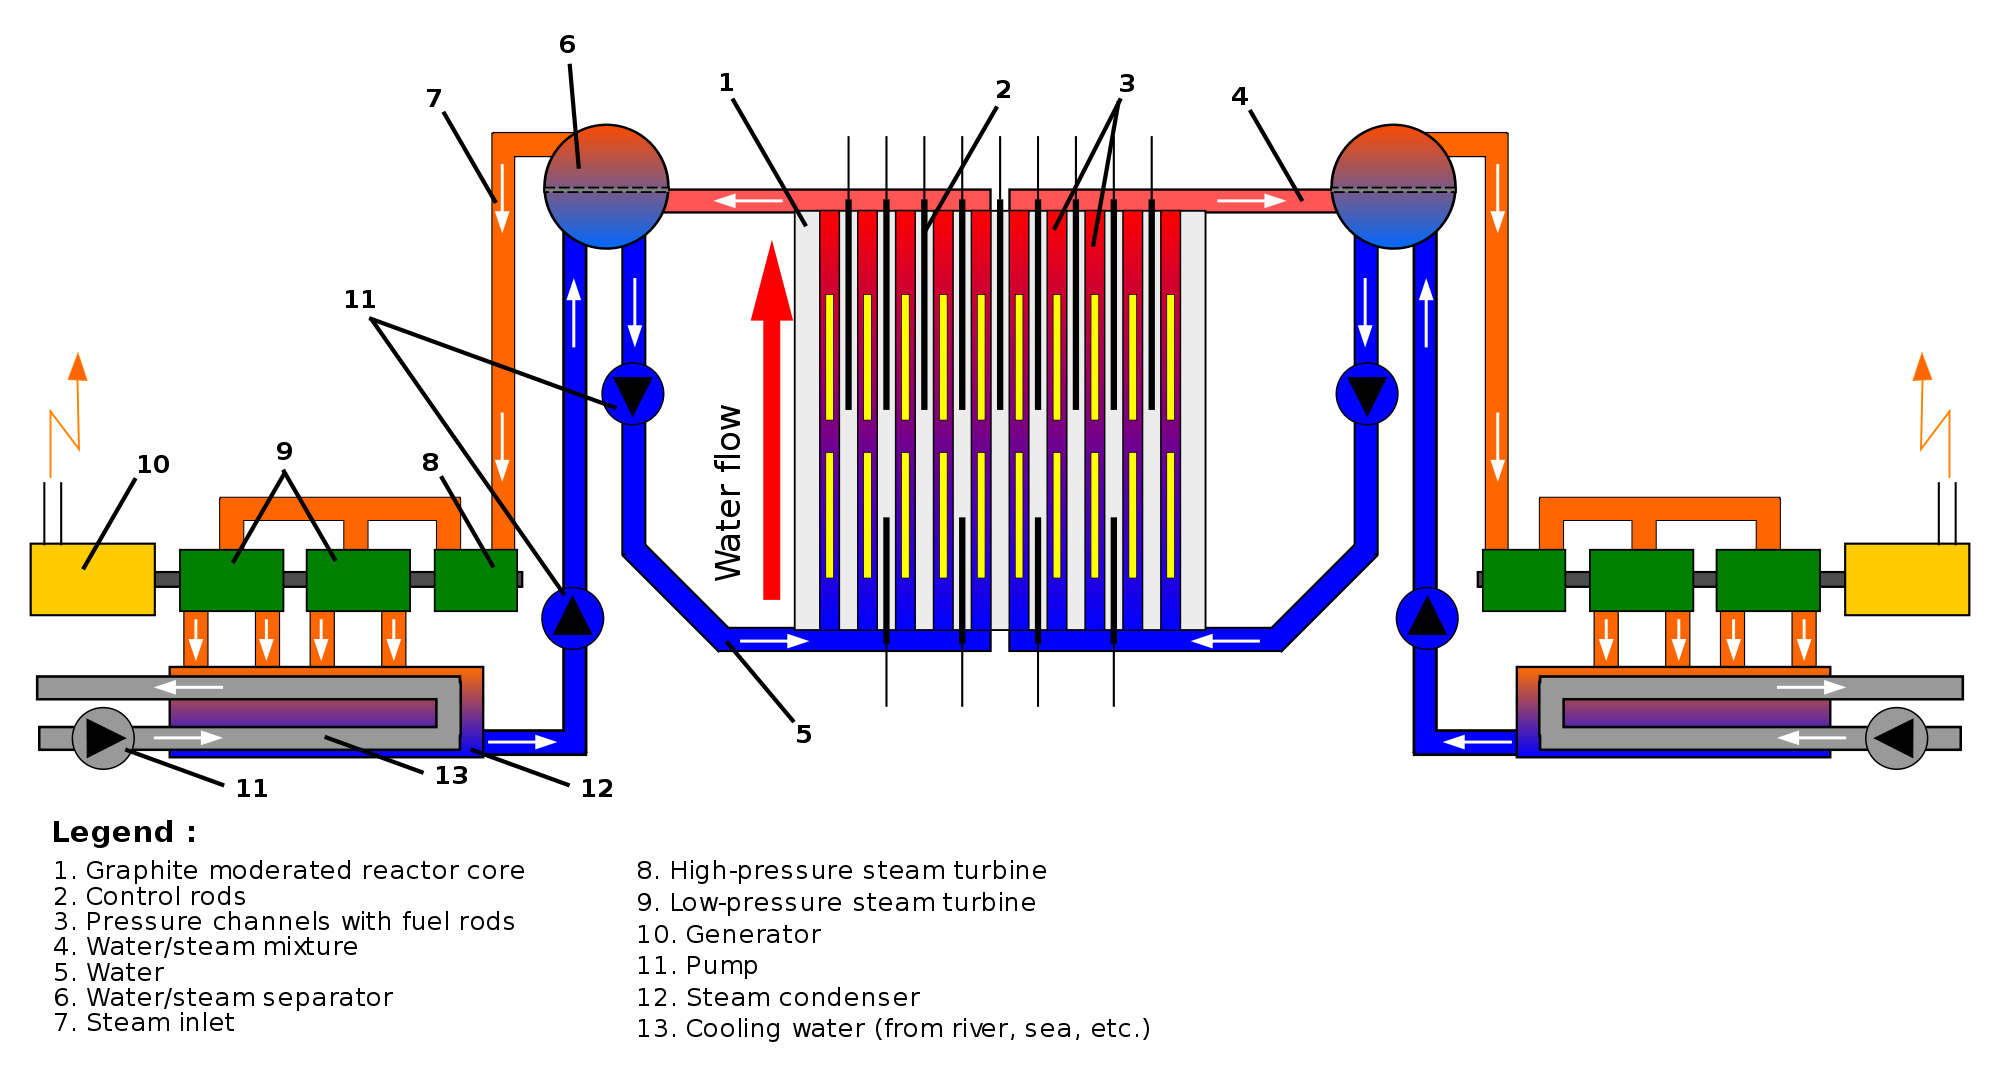 6
1
2
3
4
7
11
9
8
10
Water flow
5
13
11
12
Legend :
1. Graphite moderated reactor core
2. Control rods
3. Pressure channels with fuel rods
4. Water/steam mixture
5. Water
6. Water/steam separator
7. Steam inlet
8. High-pressure steam turbine
9. Low-pressure steam turbine
10. Generator
11. Pump
12. Steam condenser
13. Cooling water (from river, sea, etc.)